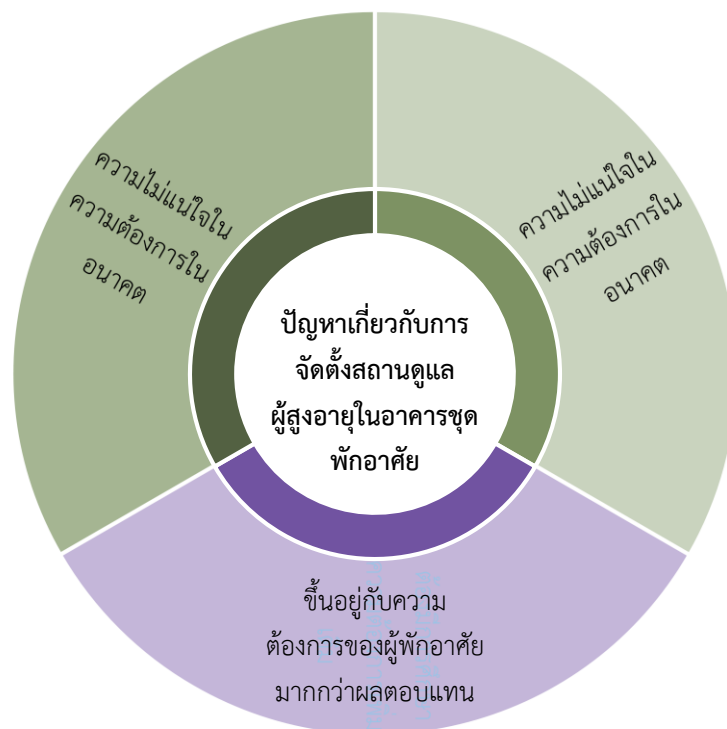 ความไม่แน่ใจใน
ความต้องการใน
อนาคต
ความไม่แน่ใจใน
ความต้องการใน
อนาคต
ปัญหาเกี่ยวกับการ
จัดตั้งสถานดูแล
ผู้สูงอายุในอาคารชุด
พักอาศัย
ขึ้นอยู่กับความ
ต้องการของผู้พักอาศัย
มากกว่าผลตอบแทน